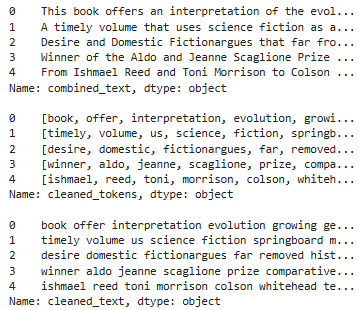 0    This book offers an interpretation of the evol...
1    A timely volume that uses science fiction as a...
2    Desire and Domestic Fictionargues that far fro...
3    Winner of the Aldo and Jeanne Scaglione Prize ...
4    From Ishmael Reed and Toni Morrison to Colson ...
Name: combined_text, dtype: object
0    [book, offer, interpretation, evolution, growi...
1    [timely, volume, us, science, fiction, springb...
2    [desire, domestic, fictionargues, far, removed...
3    [winner, aldo, jeanne, scaglione, prize, compa...
4    [ishmael, reed, toni, morrison, colson, whiteh...
Name: cleaned_tokens, dtype: object
0    book offer interpretation evolution growing ge...
1    timely volume us science fiction springboard m...
2    desire domestic fictionargues far removed hist...
3    winner aldo jeanne scaglione prize comparative...
4    ishmael reed toni morrison colson whitehead te...
Name: cleaned_text, dtype: object